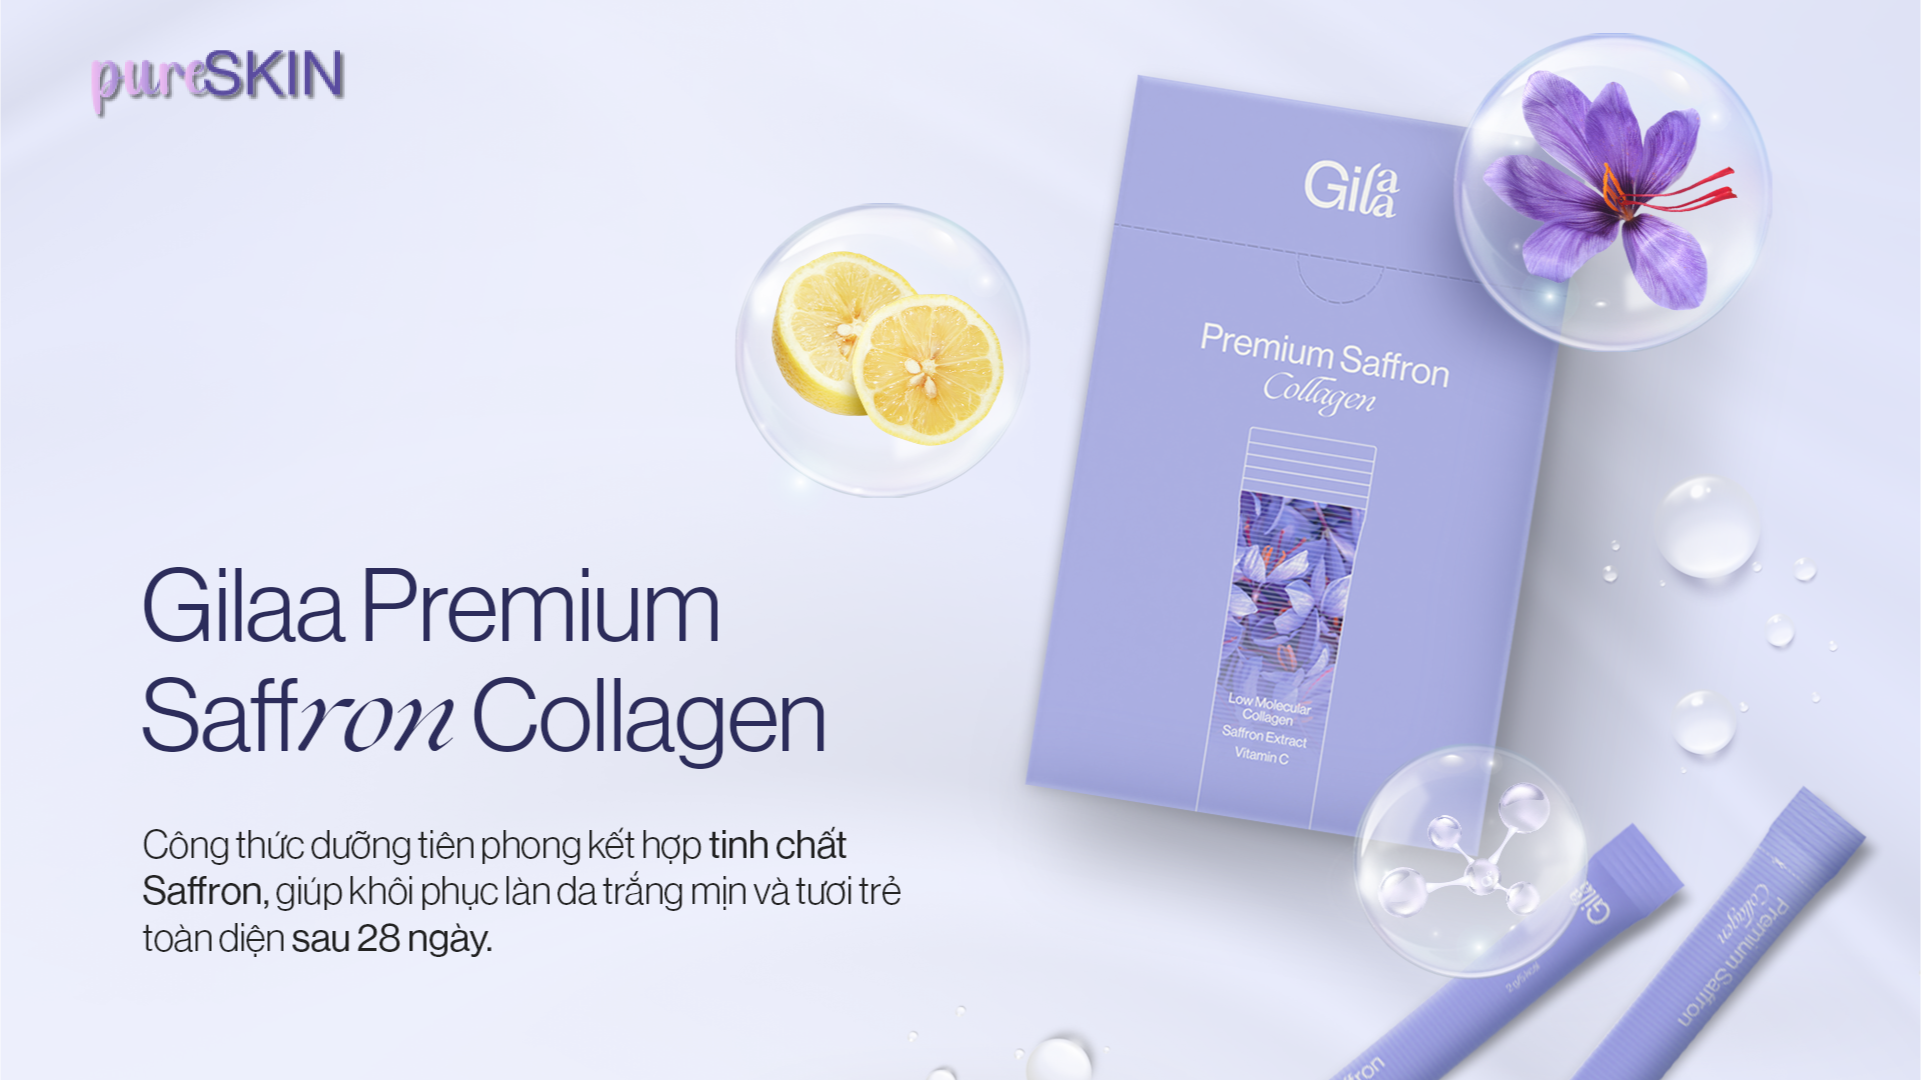 pureSKIN
Gilaa
Premium Saffron
Collagen
Low Molecular
Collagen
Saffron Extract
Vitamin C
Gilaa Premium
Saffron Collagen
Công thức dưỡng tiên phong kết hợp tinh chất
Saffron, giúp khôi phục làn da trắng mịn và tươi trẻ
toàn diện sau 28 ngày.
Gilaa
Premium Saffron
Collagen